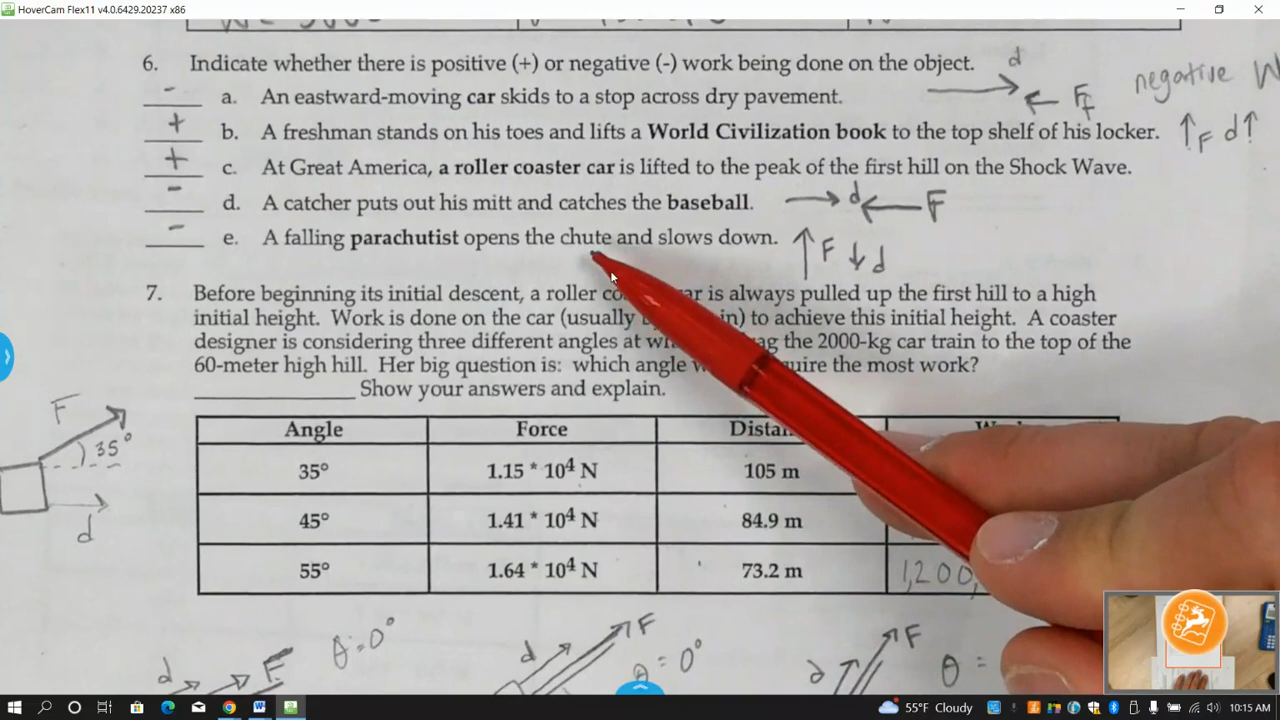 HoverCam Flex11 v4.0.6429.20237 x86
6. Indicate whether there is positive (+) or negative (-) work being done on the object.
d
negative W
- a. An eastward-moving car skids to a stop across dry pavement.
+ b. A freshman stands on his toes and lifts a World Civilization book to the top shelf of his locker.
F d
+ c. At Great America, a roller coaster car is lifted to the peak of the first hill on the Shock Wave.
- d. A catcher puts out his mitt and catches the baseball.
d F
- e. A falling parachutist opens the chute and slows down.
F d
7. Before beginning its initial descent, a roller is always pulled up the first hill to a high
initial height. Work is done on the car (usually to achieve this initial height. A coaster
designer is considering three different angles at the 2000-kg car train to the top of the
60-meter high hill. Her big question is: which angle the most work?
Show your answers and explain.
F
35°
d
Angle Force
35° 1.15 * 10⁴ N 105 m
45° 1.41 * 10⁴ N 84.9 m
55° 1.64 * 10⁴ N 73.2 m 1,200,
d F θ=0°
d F θ=0°
d F θ=
55°F Cloudy
10:15 AM